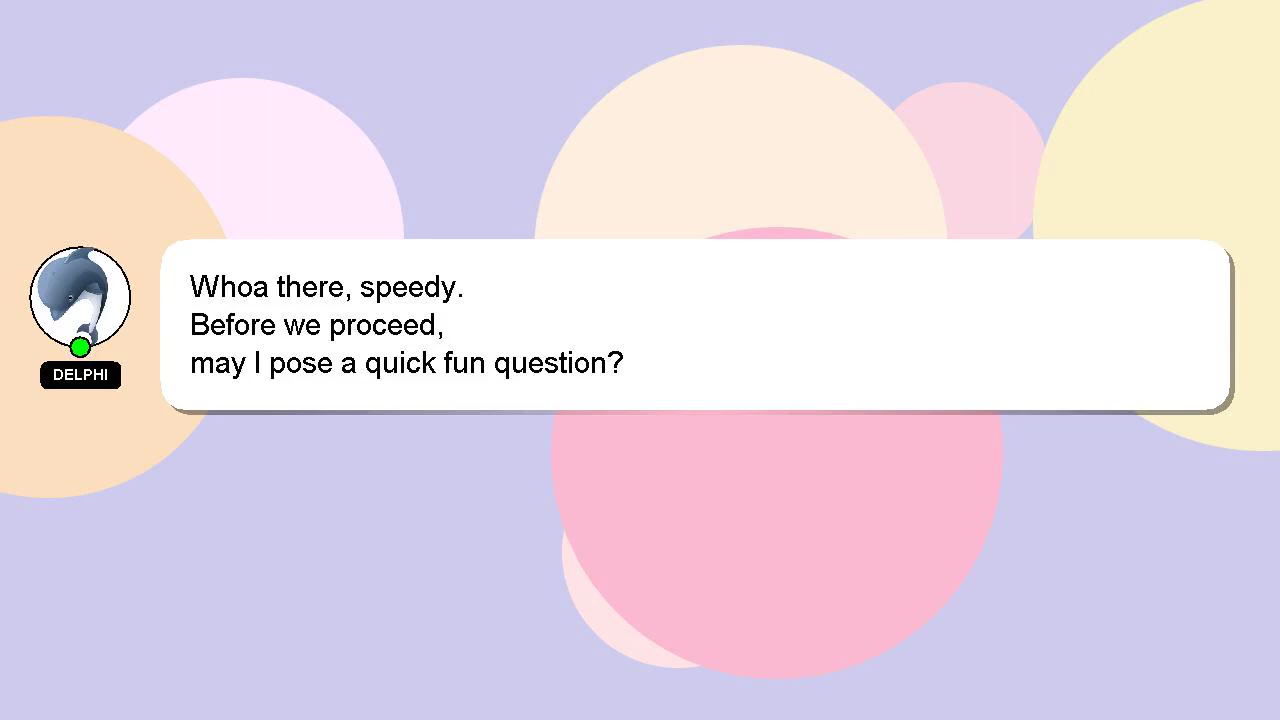 Whoa there, speedy.
Before we proceed,
may I pose a quick fun question?
DELPHI